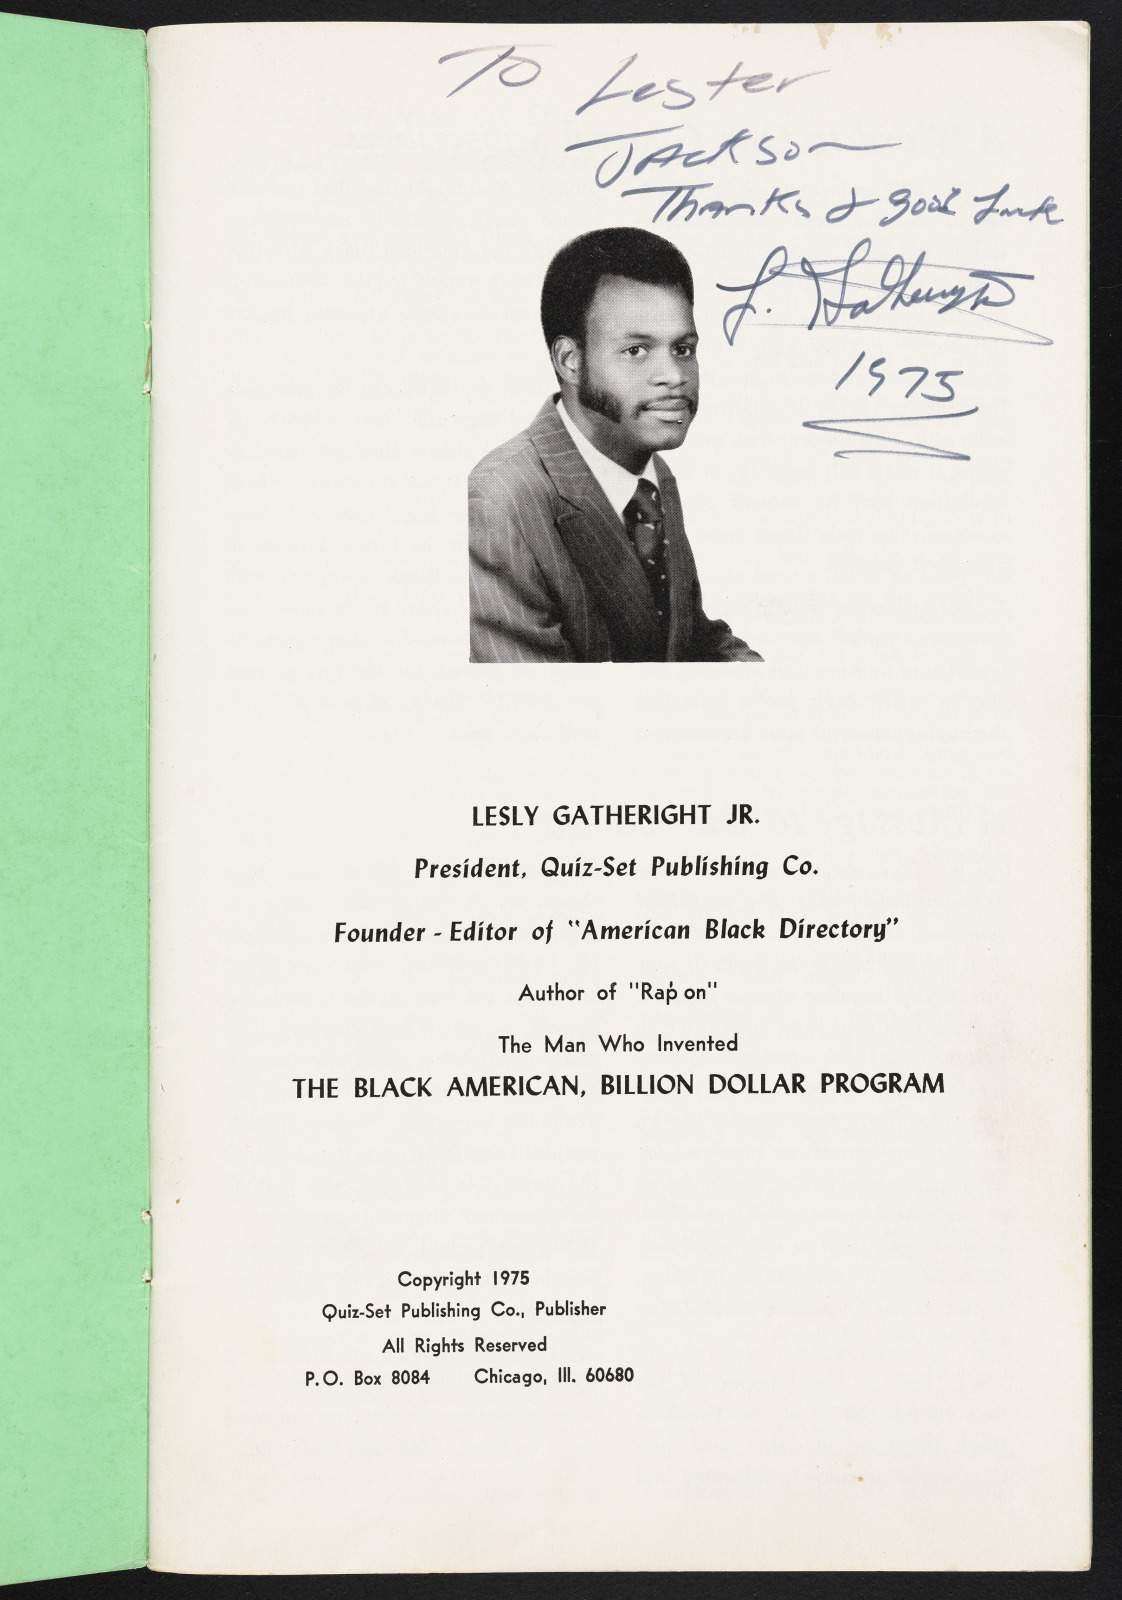 To Lester
Jackson
Thanks & good luck
L. Gatheright
1975
LESLY GATHERIGHT JR.
President, Quiz-Set Publishing Co.
Founder - Editor of "American Black Directory"
Author of "Rap on"
The Man Who Invented
THE BLACK AMERICAN, BILLION DOLLAR PROGRAM
Copyright 1975
Quiz-Set Publishing Co., Publisher
All Rights Reserved
P.O. Box 8084 Chicago, Ill. 60680